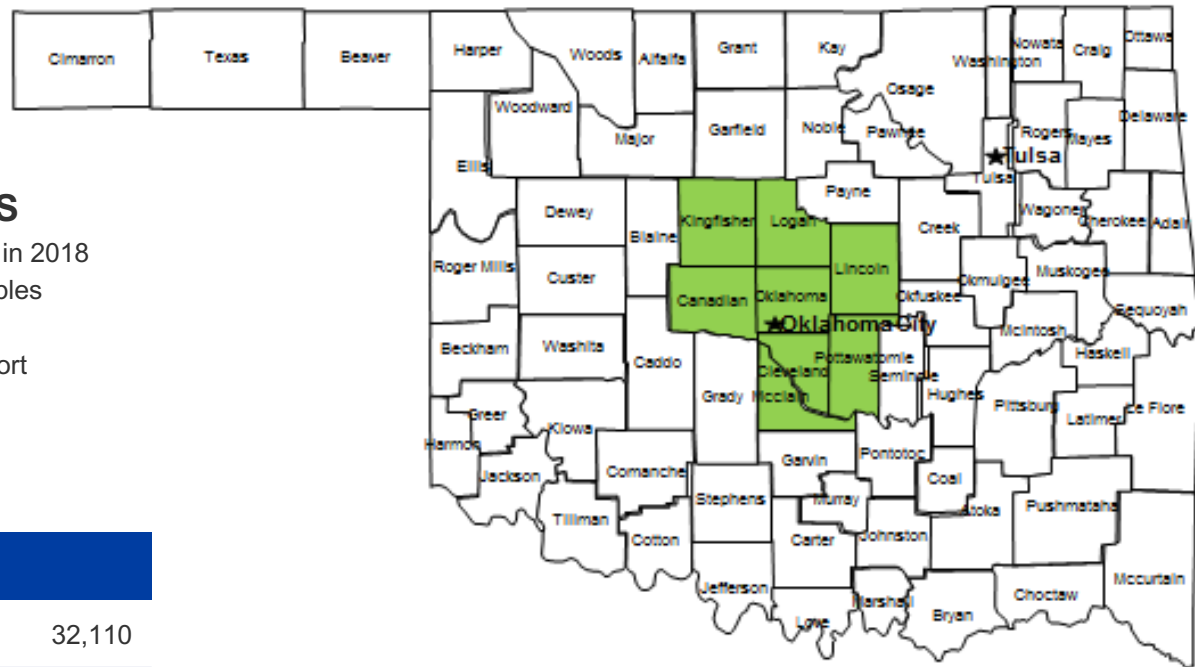 Cimarron
Texas
Beaver
Harper
Woods
Alfalfa
Grant
Kay
Washington
Nowata
Craig
Ottawa
Osage
Woodward
Major
Garfield
Noble
Pawnee
Rogers
Mayes
Delaware
Ellis
Tulsa
Tulsa
S
in 2018
ples
ort
32,110
Dewey
Blaine
Kingfisher
Logan
Payne
Creek
Wagoner
Cherokee
Adair
Roger Mills
Custer
Canadian
Oklahoma
Lincoln
Okfuskee
Okmulgee
Muskogee
Sequoyah
Oklahoma City
McIntosh
Haskell
Beckham
Washita
Caddo
Grady
Cleveland
Mcclain
Pottawatomie
Seminole
Hughes
Pittsburg
Latimer
Le Flore
Greer
Harmon
Kiowa
Jackson
Comanche
Tillman
Cotton
Stephens
Garvin
Murray
Pontotoc
Coal
Atoka
Pushmataha
Carter
Johnston
Jefferson
Love
Marshall
Bryan
Choctaw
Mccurtain